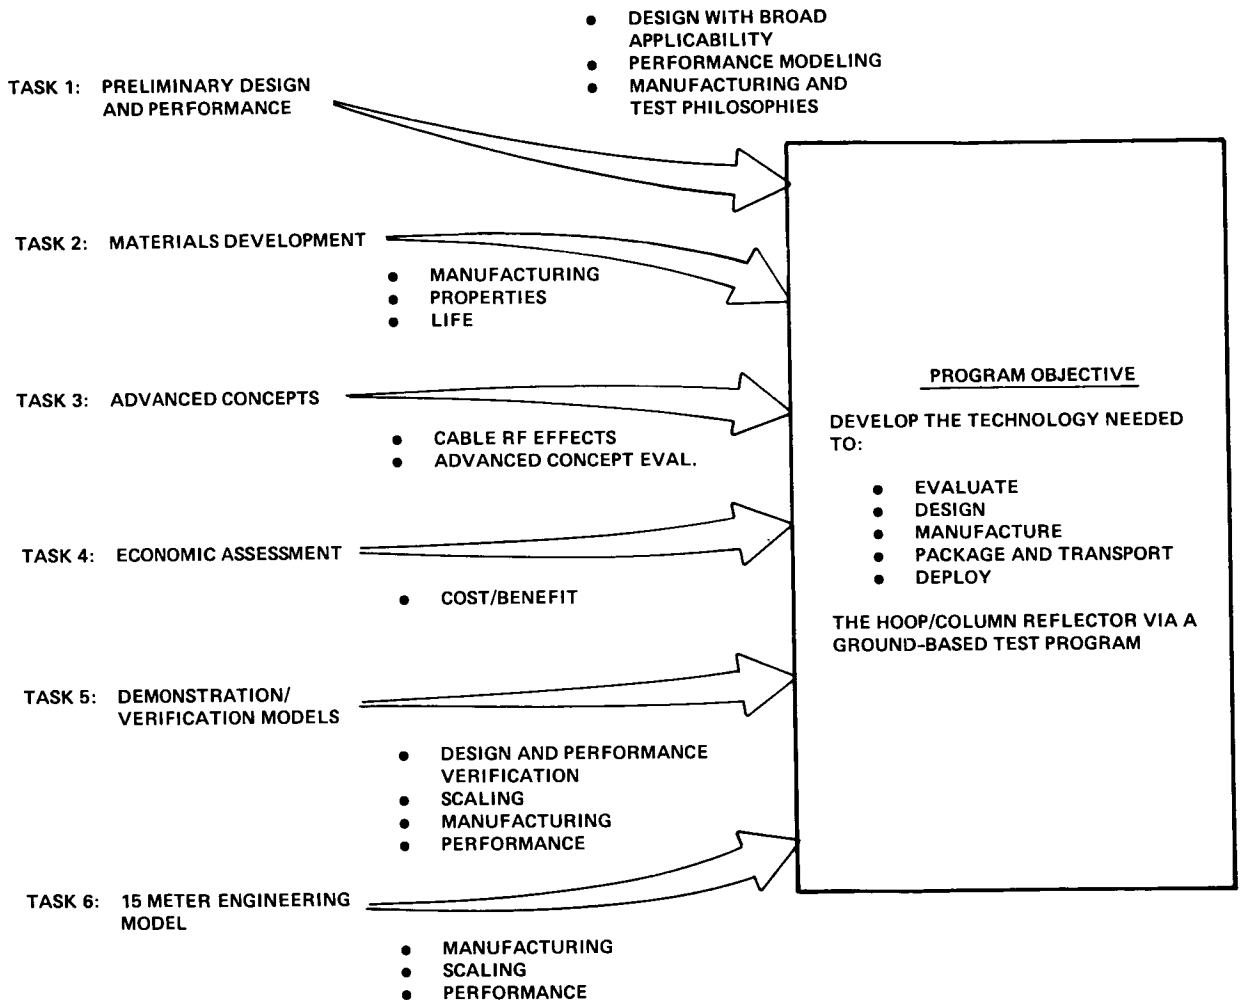 ● DESIGN WITH BROAD
APPLICABILITY
● PERFORMANCE MODELING
● MANUFACTURING AND
TEST PHILOSOPHIES
TASK 1: PRELIMINARY DESIGN
AND PERFORMANCE
TASK 2: MATERIALS DEVELOPMENT
● MANUFACTURING
● PROPERTIES
● LIFE
TASK 3: ADVANCED CONCEPTS
● CABLE RF EFFECTS
● ADVANCED CONCEPT EVAL.
TASK 4: ECONOMIC ASSESSMENT
● COST/BENEFIT
TASK 5: DEMONSTRATION/
VERIFICATION MODELS
● DESIGN AND PERFORMANCE
VERIFICATION
● SCALING
● MANUFACTURING
● PERFORMANCE
TASK 6: 15 METER ENGINEERING
MODEL
● MANUFACTURING
● SCALING
● PERFORMANCE
PROGRAM OBJECTIVE
DEVELOP THE TECHNOLOGY NEEDED
TO:
● EVALUATE
● DESIGN
● MANUFACTURE
● PACKAGE AND TRANSPORT
● DEPLOY
THE HOOP/COLUMN REFLECTOR VIA A
GROUND-BASED TEST PROGRAM